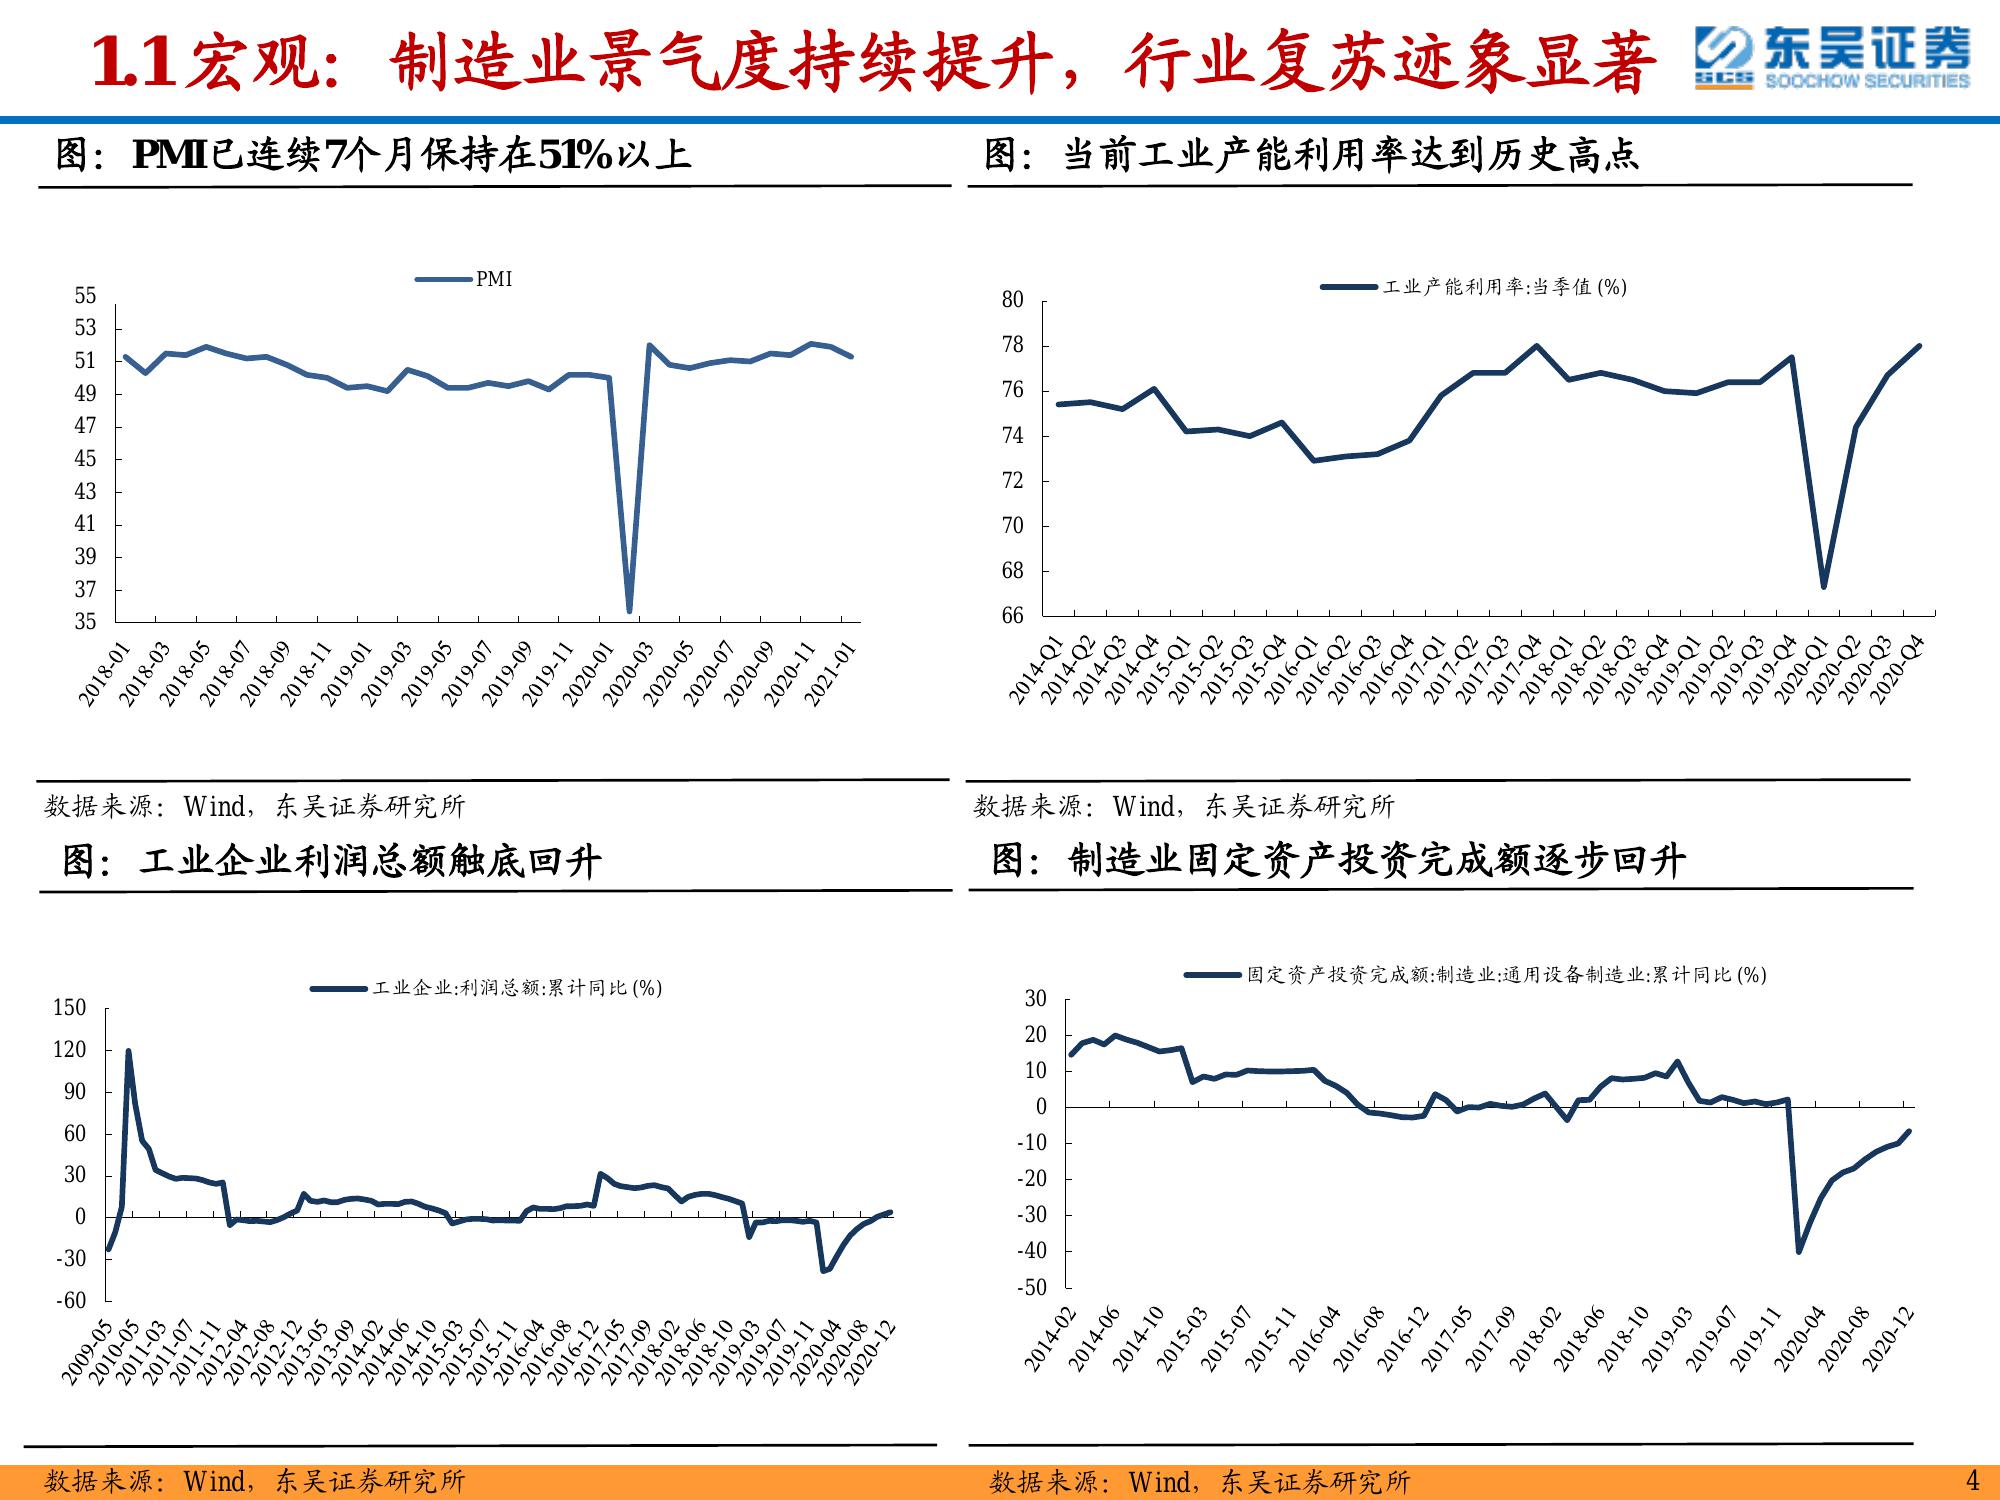 1.1宏观：制造业景气度持续提升，行业复苏迹象显著
东吴证券
SCS SOOCHOW SECURITIES
图：PMI已连续7个月保持在51%以上
PMI
55
53
51
49
47
45
43
41
39
37
35
2018-01
2018-03
2018-05
2018-07
2018-09
2018-11
2019-01
2019-03
2019-05
2019-07
2019-09
2019-11
2020-01
2020-03
2020-05
2020-07
2020-09
2020-11
2021-01
数据来源：Wind，东吴证券研究所
图：当前工业产能利用率达到历史高点
工业产能利用率:当季值 (%)
80
78
76
74
72
70
68
66
2014-Q1
2014-Q2
2014-Q3
2014-Q4
2015-Q1
2015-Q2
2015-Q3
2015-Q4
2016-Q1
2016-Q2
2016-Q3
2016-Q4
2017-Q1
2017-Q2
2017-Q3
2017-Q4
2018-Q1
2018-Q2
2018-Q3
2018-Q4
2019-Q1
2019-Q2
2019-Q3
2019-Q4
2020-Q1
2020-Q2
2020-Q3
2020-Q4
数据来源：Wind，东吴证券研究所
图：工业企业利润总额触底回升
工业企业:利润总额:累计同比 (%)
150
120
90
60
30
0
-30
-60
2009-05
2010-05
2011-03
2011-07
2011-11
2012-04
2012-08
2012-12
2013-05
2013-09
2014-02
2014-06
2014-10
2015-03
2015-07
2015-11
2016-04
2016-08
2016-12
2017-05
2017-09
2018-02
2018-06
2018-10
2019-03
2019-07
2019-11
2020-04
2020-08
2020-12
数据来源：Wind，东吴证券研究所
图：制造业固定资产投资完成额逐步回升
固定资产投资完成额:制造业:通用设备制造业:累计同比 (%)
30
20
10
0
-10
-20
-30
-40
-50
2014-02
2014-06
2014-10
2015-03
2015-07
2015-11
2016-04
2016-08
2016-12
2017-05
2017-09
2018-02
2018-06
2018-10
2019-03
2019-07
2019-11
2020-04
2020-08
2020-12
数据来源：Wind，东吴证券研究所
4